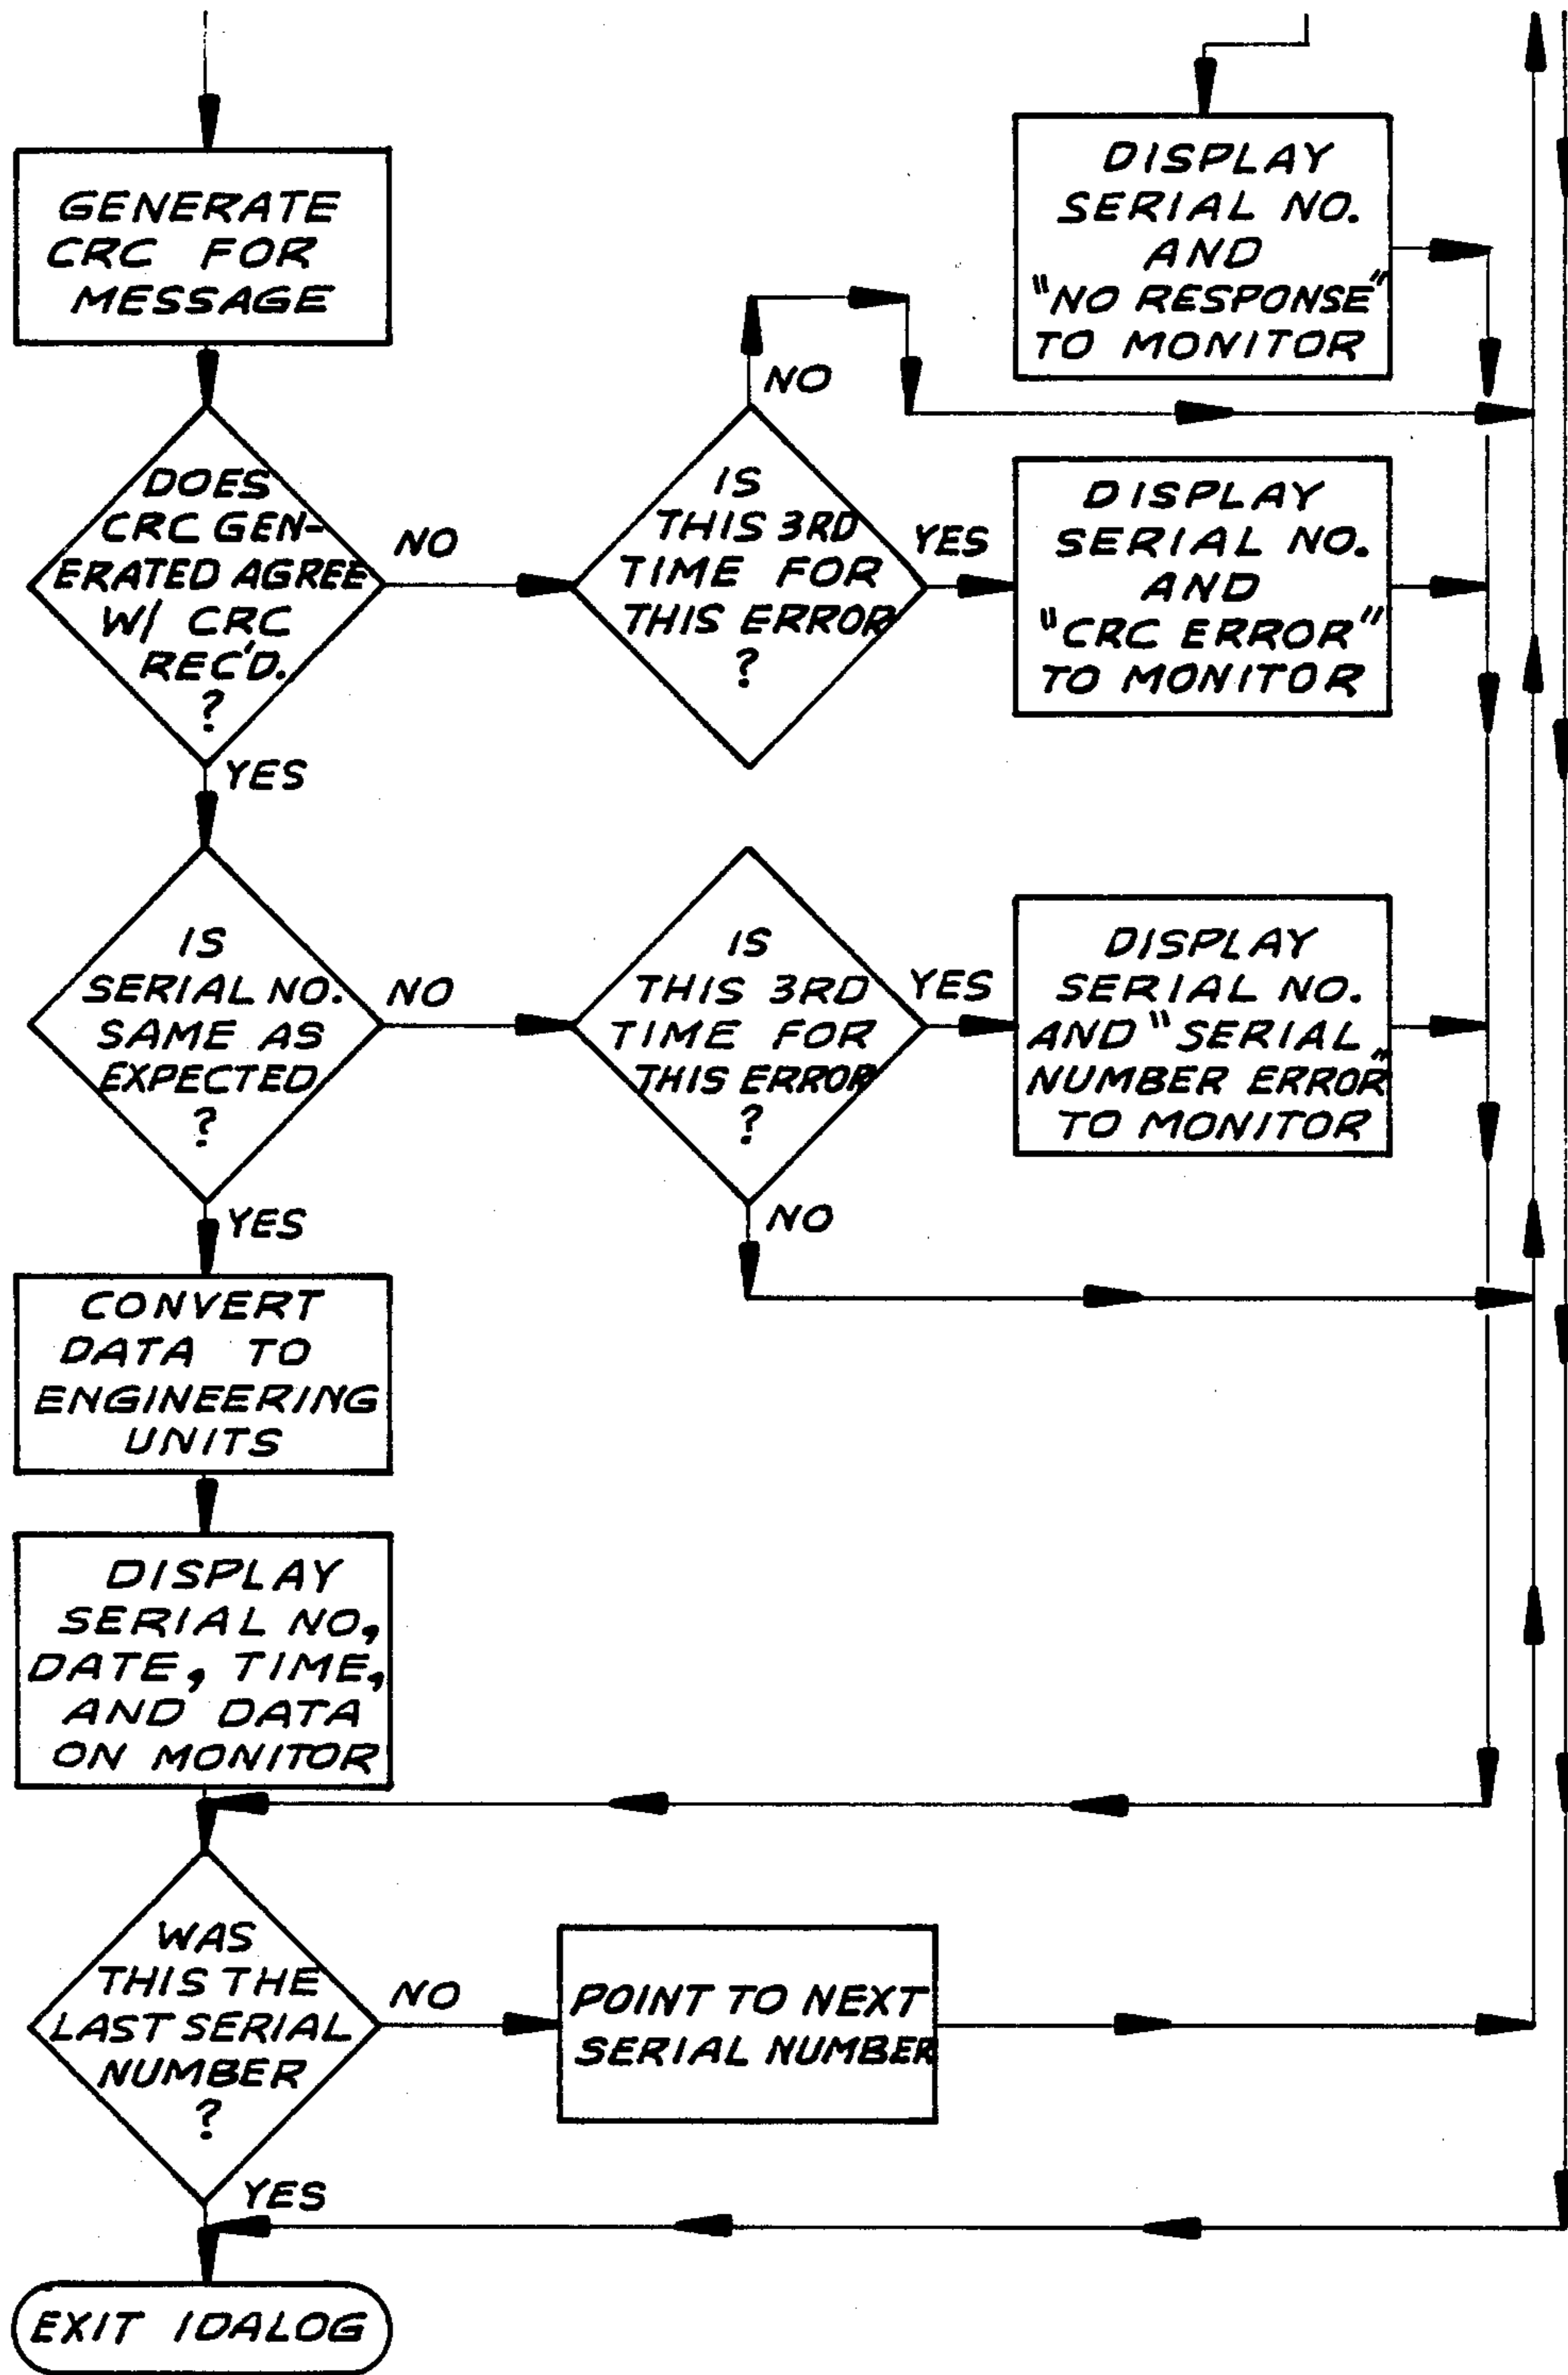 GENERATE
CRC FOR
MESSAGE
DISPLAY
SERIAL NO.
AND
"NO RESPONSE"
TO MONITOR
NO
DOES
CRC GEN-
ERATED AGREE
W/ CRC
REC'D.
?
NO
YES
IS
THIS 3RD
TIME FOR
THIS ERROR
?
YES
DISPLAY
SERIAL NO.
AND
"CRC ERROR"
TO MONITOR
IS
SERIAL NO.
SAME AS
EXPECTED
?
NO
YES
IS
THIS 3RD
TIME FOR
THIS ERROR
?
YES
NO
DISPLAY
SERIAL NO.
AND "SERIAL
NUMBER ERROR"
TO MONITOR
CONVERT
DATA TO
ENGINEERING
UNITS
DISPLAY
SERIAL NO,
DATE, TIME,
AND DATA
ON MONITOR
WAS
THIS THE
LAST SERIAL
NUMBER
?
NO
POINT TO NEXT
SERIAL NUMBER
YES
EXIT IDALOG